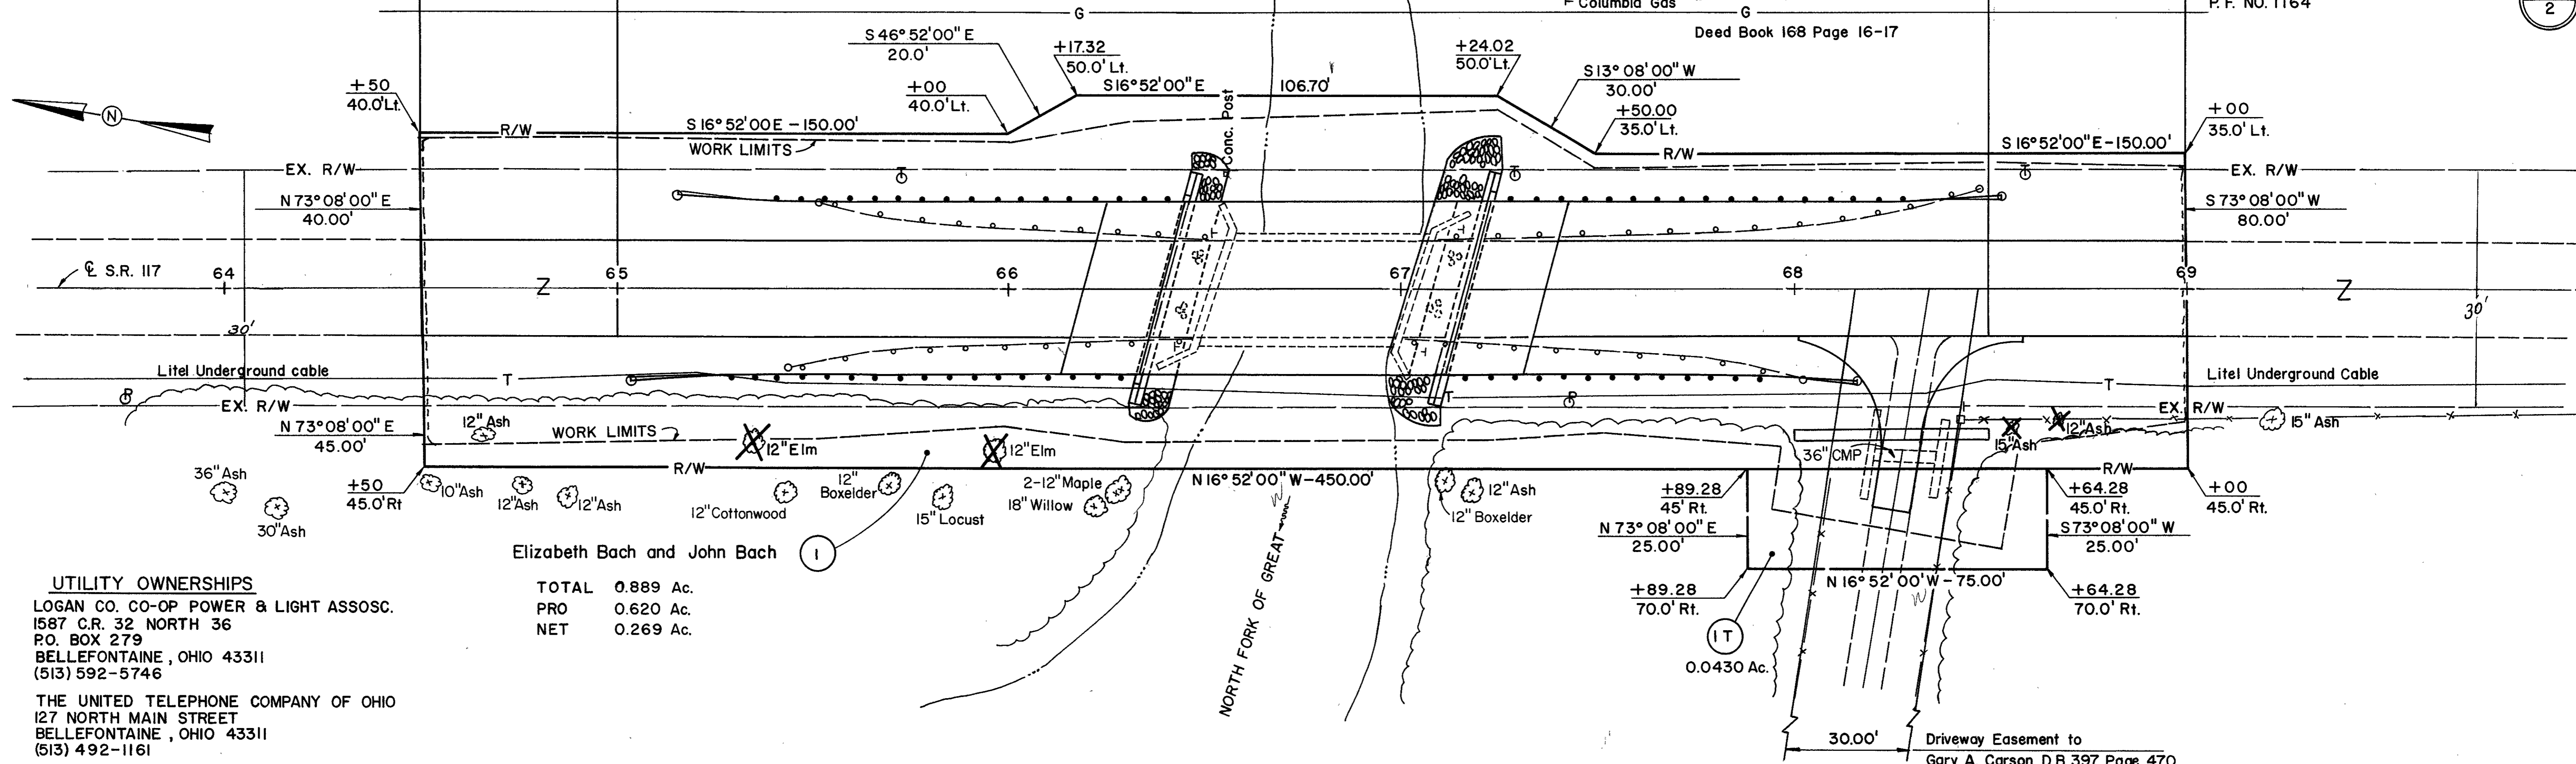 G
Columbia Gas
G
P. F. NO. 1164
2
Deed Book 168 Page 16-17
S 46° 52' 00" E
20.0'
+17.32
50.0' Lt.
+24.02
50.0' Lt.
S 13° 08' 00" W
30.00'
+50
40.0' Lt.
+00
40.0' Lt.
S 16° 52' 00" E
106.70'
+50.00
35.0' Lt.
+00
35.0' Lt.
N
R/W
S 16° 52' 00 E - 150.00'
WORK LIMITS
Conc. Post
R/W
S 16° 52' 00" E - 150.00'
EX. R/W
T
T
T
EX. R/W
N 73° 08' 00" E
40.00'
S 73° 08' 00" W
80.00'
℄ S.R. 117
64
65
66
67
68
69
Z
Z
30'
30'
Litel Underground cable
T
T
T
Litel Underground Cable
P
P
EX. R/W
EX. R/W
N 73° 08' 00" E
45.00'
12" Ash
WORK LIMITS
12" Elm
12" Elm
15" Ash
12" Ash
15" Ash
36" CMP
R/W
N 16° 52' 00" W - 450.00'
R/W
36" Ash
30" Ash
+50
45.0' Rt
10" Ash
12" Ash
12" Ash
12" Cottonwood
12"
Boxelder
15" Locust
2-12" Maple
18" Willow
12" Ash
12" Boxelder
+89.28
45' Rt.
+64.28
45.0' Rt.
+00
45.0' Rt.
N 73° 08' 00" E
25.00'
S 73° 08' 00" W
25.00'
N 16° 52' 00" W - 75.00'
W
+89.28
70.0' Rt.
+64.28
70.0' Rt.
1 T
0.0430 Ac.
NORTH FORK OF GREAT
Elizabeth Bach and John Bach
1
TOTAL 0.889 Ac.
PRO 0.620 Ac.
NET 0.269 Ac.
UTILITY OWNERSHIPS
LOGAN CO. CO-OP POWER & LIGHT ASSOSC.
1587 C.R. 32 NORTH 36
P.O. BOX 279
BELLEFONTAINE, OHIO 43311
(513) 592-5746
THE UNITED TELEPHONE COMPANY OF OHIO
127 NORTH MAIN STREET
BELLEFONTAINE, OHIO 43311
(513) 492-1161
30.00'
Driveway Easement to
Gary A. Carson D.B. 397 Page 470